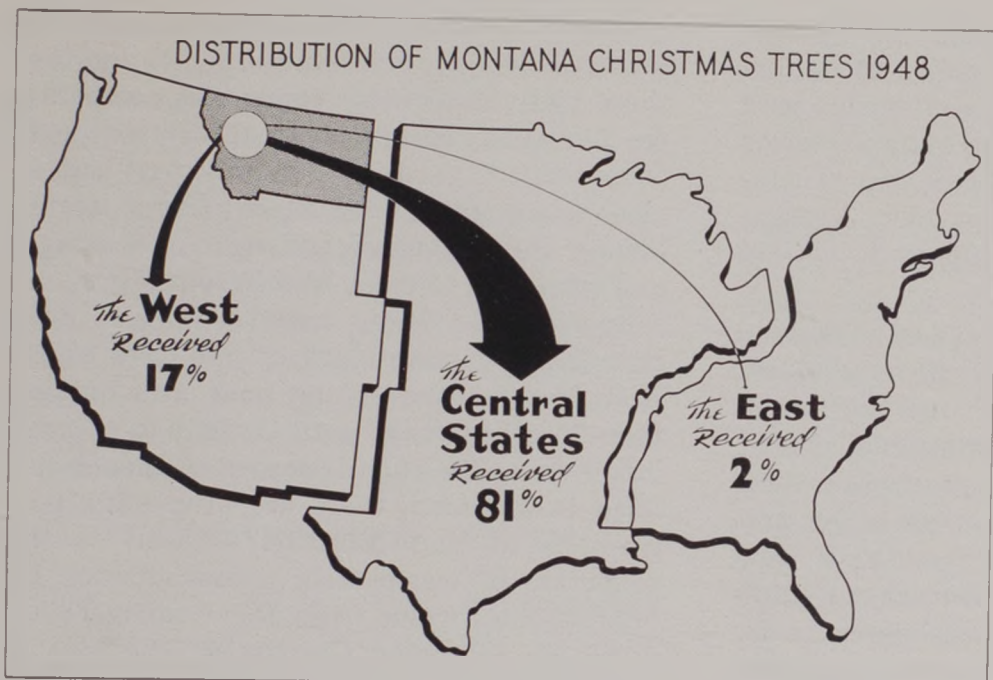 DISTRIBUTION OF MONTANA CHRISTMAS TREES 1948
The West
Received
17%
The
Central
States
Received
81%
The East
Received
2%